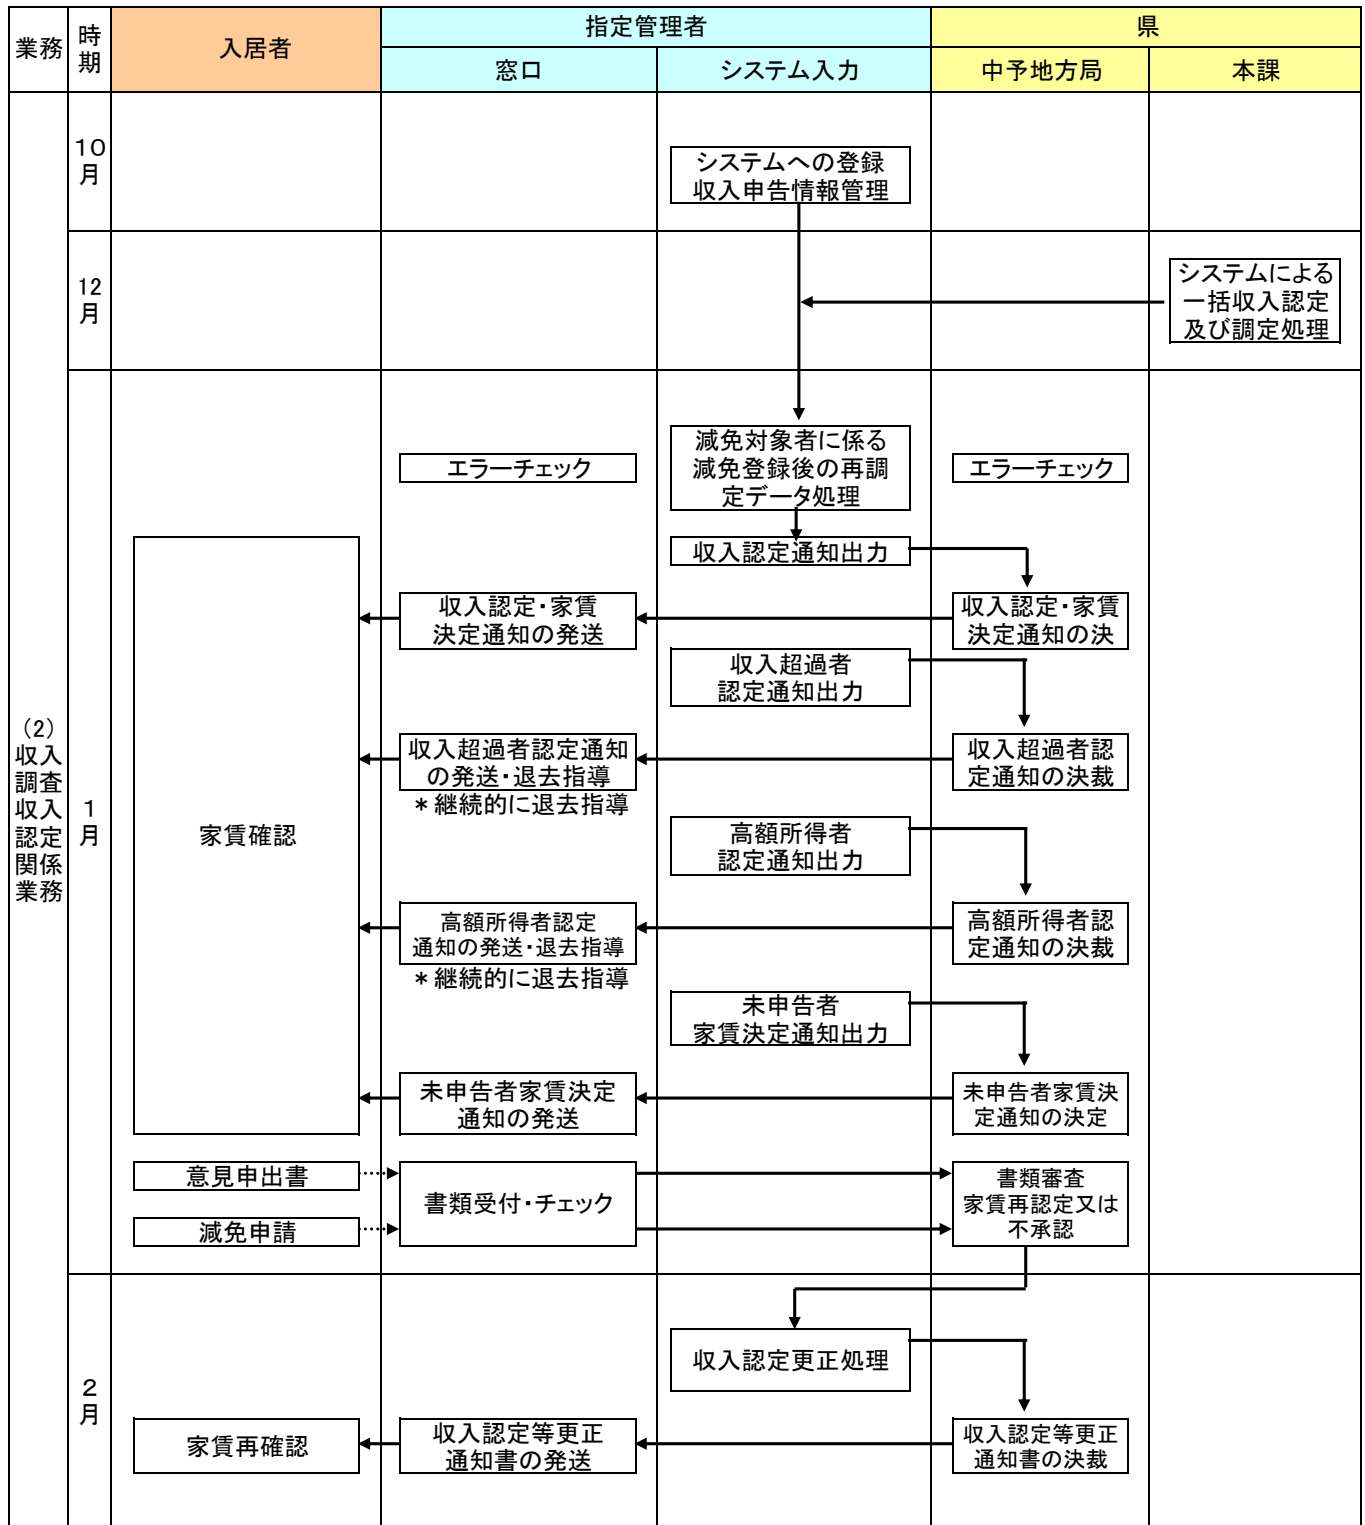 業務
時
期
入居者
指定管理者
県
窓口
システム入力
中予地方局
本課
10
月
システムへの登録
収入申告情報管理
12
月
システムによる
一括収入認定
及び調定処理
(2)
収入
調査
収入
認定
関係
業務
1
月
エラーチェック
減免対象者に係る
減免登録後の再調
定データ処理
エラーチェック
家賃確認
収入認定通知出力
収入認定・家賃
決定通知の発送
収入認定・家賃
決定通知の決
収入超過者
認定通知出力
収入超過者認定通知
の発送・退去指導
*継続的に退去指導
収入超過者認
定通知の決裁
高額所得者
認定通知出力
高額所得者認定
通知の発送・退去指導
*継続的に退去指導
高額所得者認
定通知の決裁
未申告者
家賃決定通知出力
未申告者家賃決定
通知の発送
未申告者家賃決
定通知の決定
意見申出書
減免申請
書類受付・チェック
書類審査
家賃再認定又は
不承認
2
月
収入認定更正処理
家賃再確認
収入認定等更正
通知書の発送
収入認定等更正
通知書の決裁